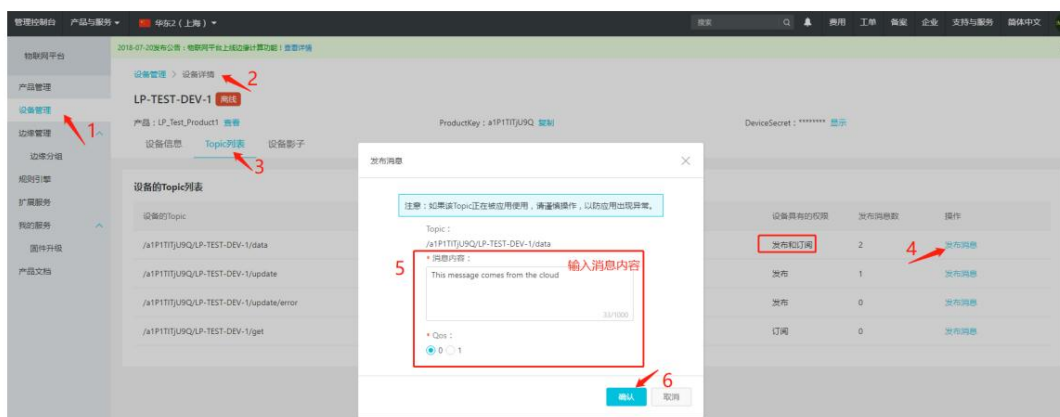 管理控制台 产品与服务 华东2（上海） 搜索 费用 工单 备案 企业 支持与服务 简体中文
物联网平台
2018-07-20发布公告：物联网平台上线边缘计算功能！查看详情
设备管理 > 设备详情 2
产品管理
LP-TEST-DEV-1 离线
设备管理
1
产品：LP_Test_Product1 查看 ProductKey：a1P1TITjU9Q 复制 DeviceSecret：******** 显示
边缘管理
设备信息 Topic列表 设备影子
边缘分组
3
发布消息
规则引擎
设备的Topic列表
扩展服务
注意：如果该Topic正在被应用使用，请谨慎操作，以防应用出现异常。
我的服务
设备的Topic 设备具有的权限 发布消息数 操作
固件升级
Topic：
/a1P1TITjU9Q/LP-TEST-DEV-1/data
/a1P1TITjU9Q/LP-TEST-DEV-1/data 发布和订阅 2 4 发布消息
产品文档
5
* 消息内容： 输入消息内容
This message comes from the cloud
/a1P1TITjU9Q/LP-TEST-DEV-1/update 发布 1 发布消息
/a1P1TITjU9Q/LP-TEST-DEV-1/update/error 发布 0 发布消息
33/1000
/a1P1TITjU9Q/LP-TEST-DEV-1/get 订阅 0 发布消息
* Qos：
0 1
6
确认 取消